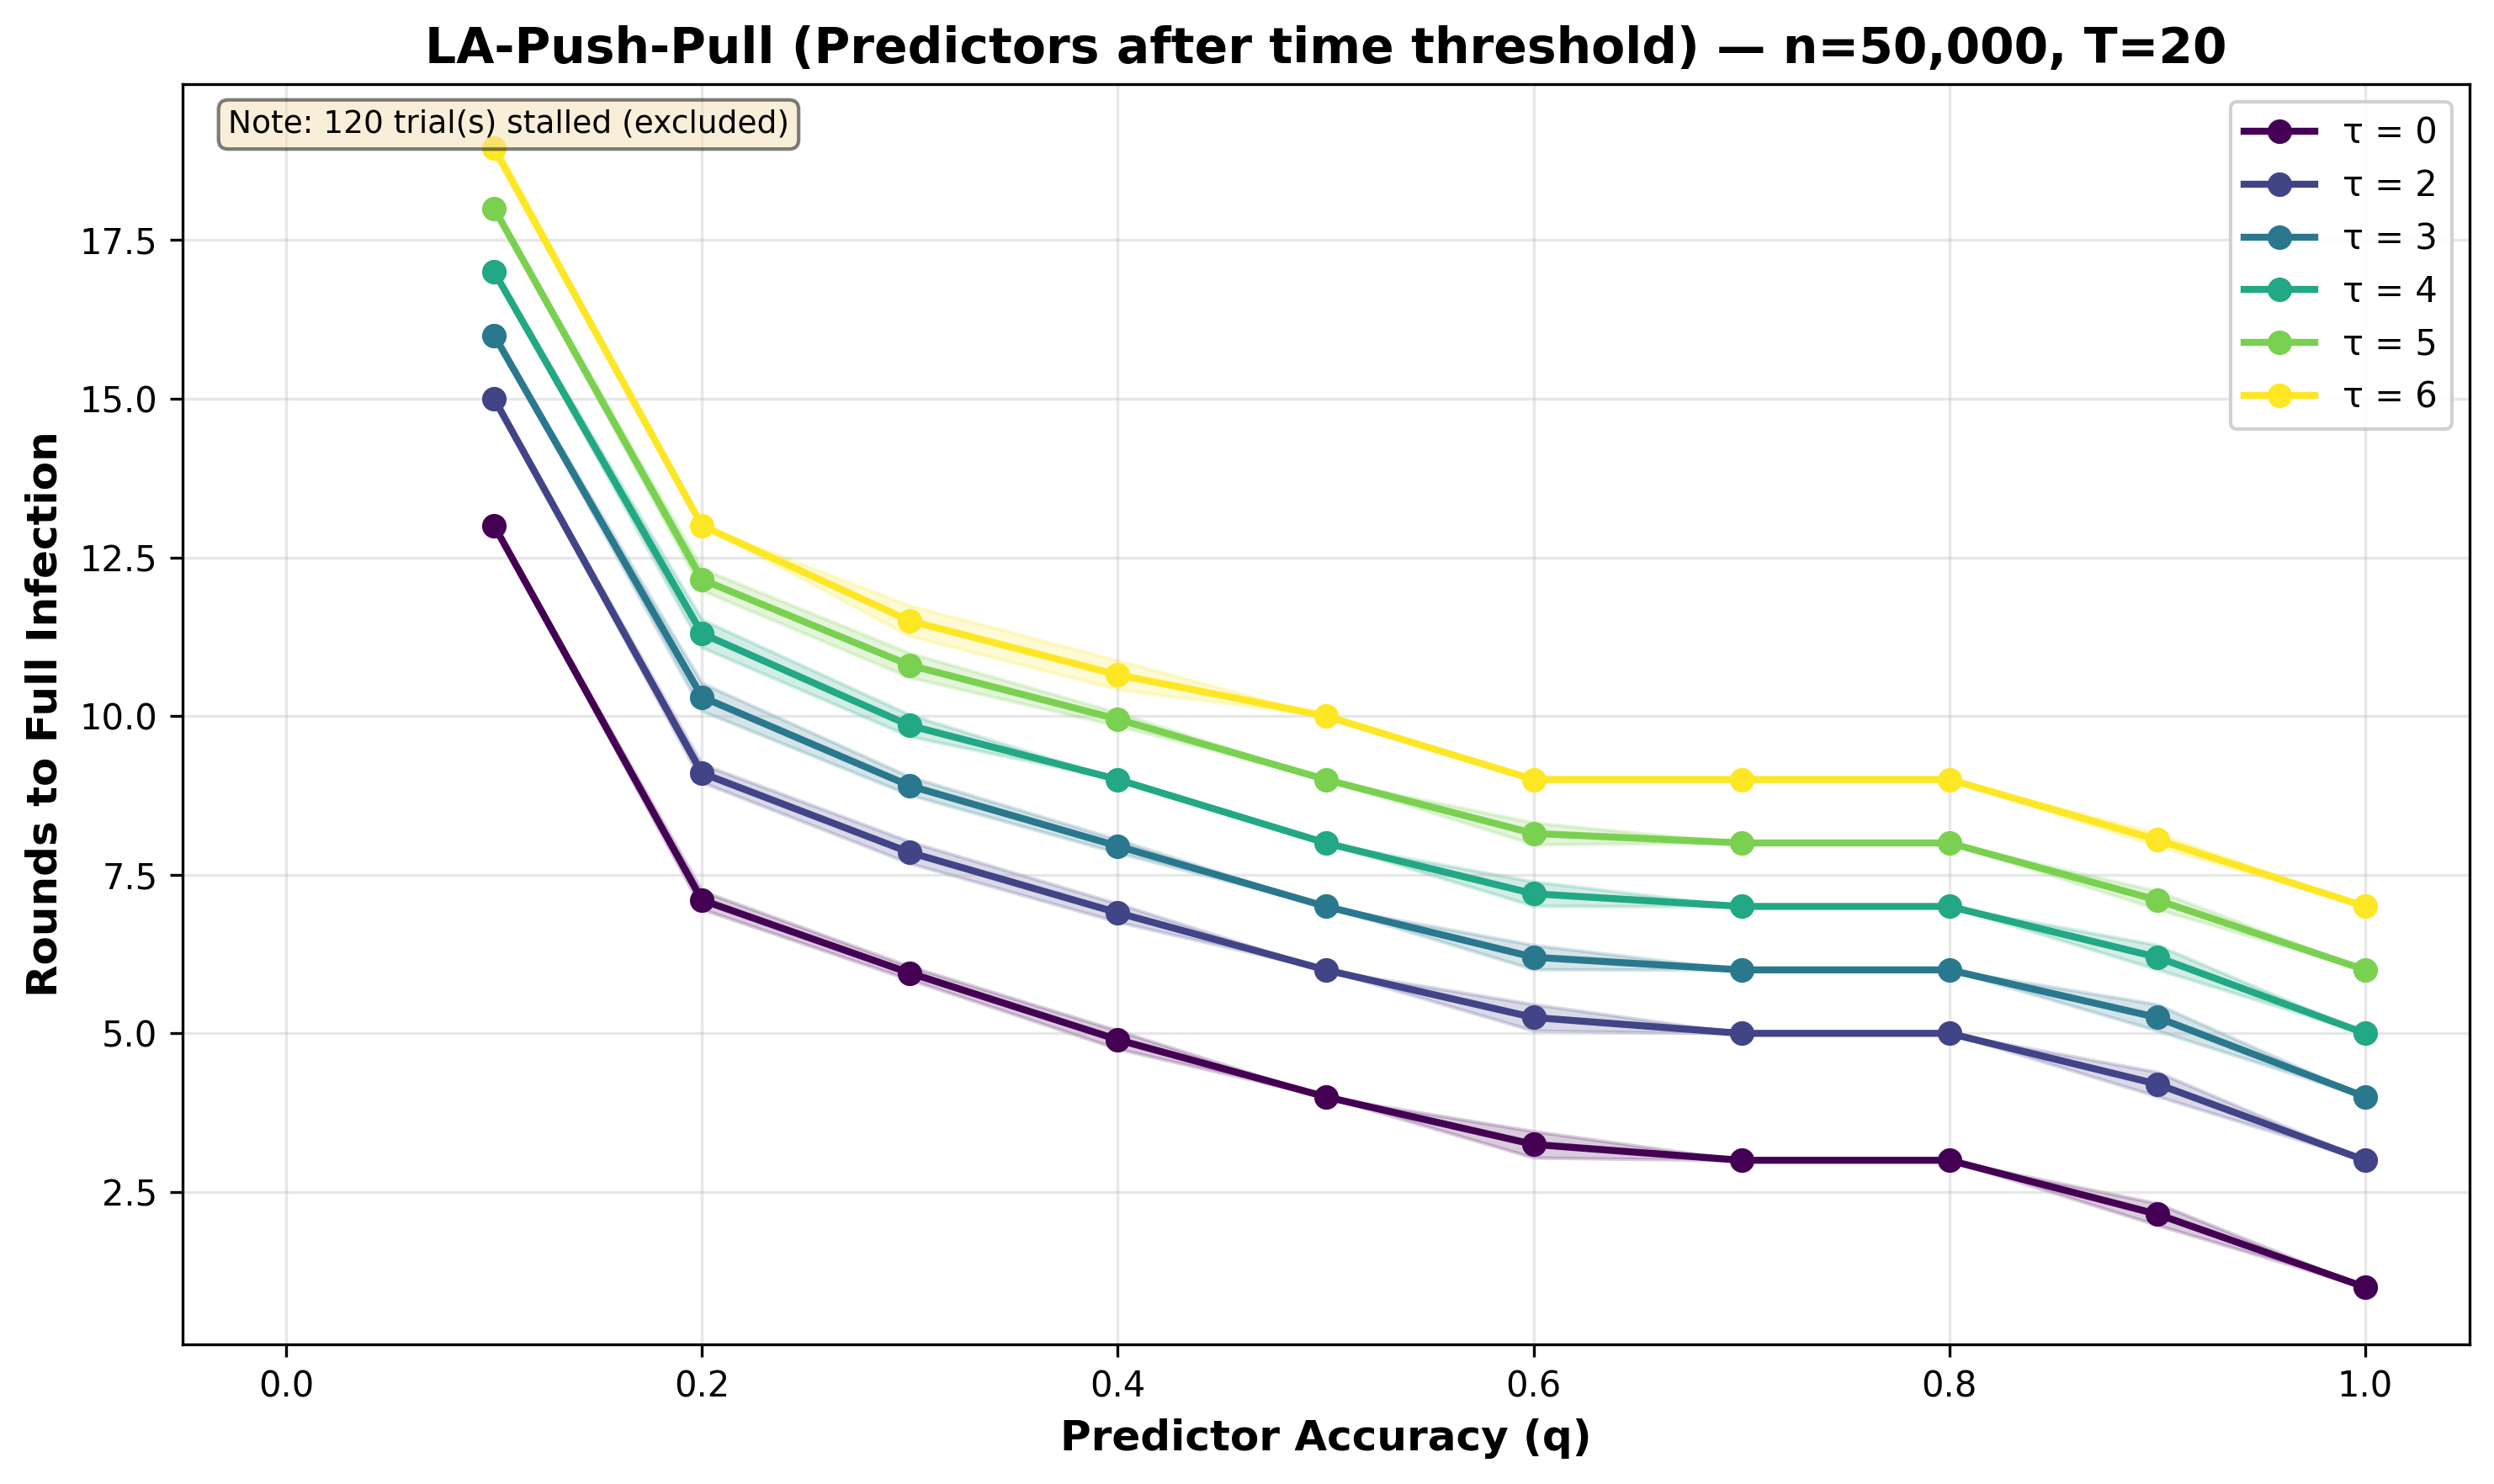 LA-Push-Pull (Predictors after time threshold) — n=50,000, T=20
Note: 120 trial(s) stalled (excluded)
τ = 0
τ = 2
τ = 3
τ = 4
τ = 5
τ = 6
Rounds to Full Infection
17.5
15.0
12.5
10.0
7.5
5.0
2.5
0.0 0.2 0.4 0.6 0.8 1.0
Predictor Accuracy (q)